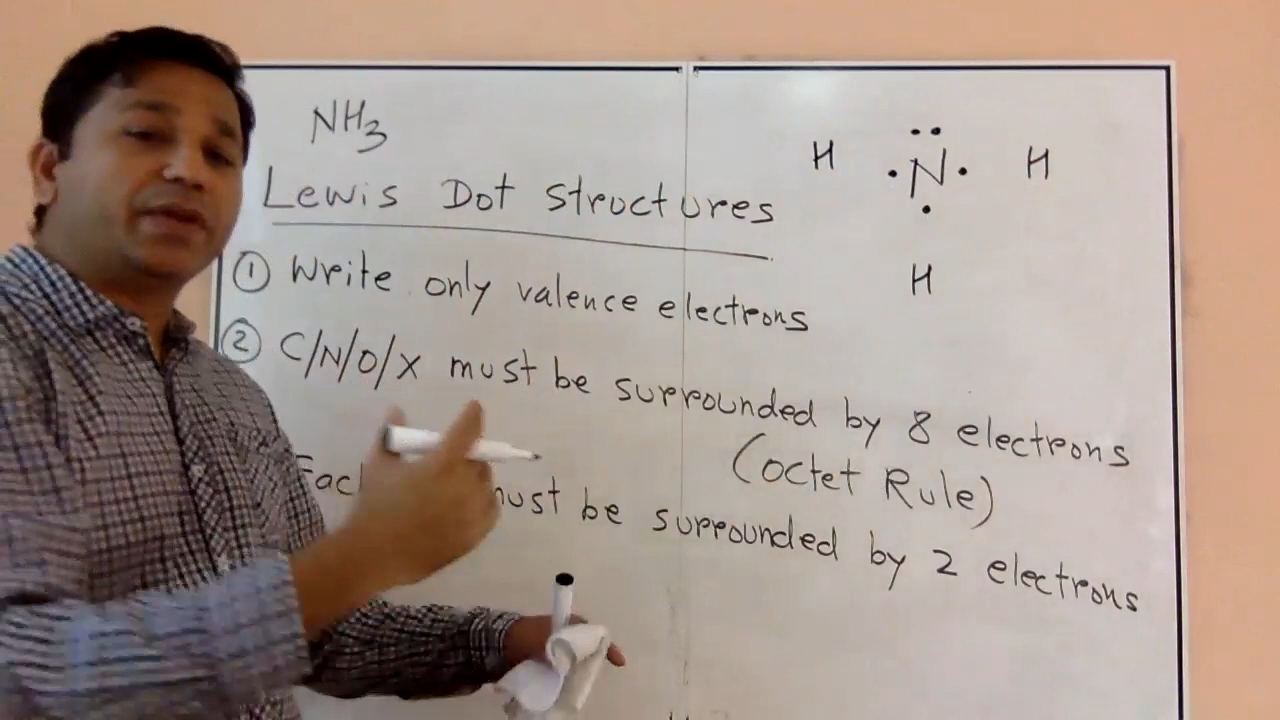 NH3
Lewis Dot Structures
① Write only valence electrons
② C/N/O/X must be surrounded by 8 electrons
(Octet Rule)
must be surrounded by 2 electrons
H N H
H